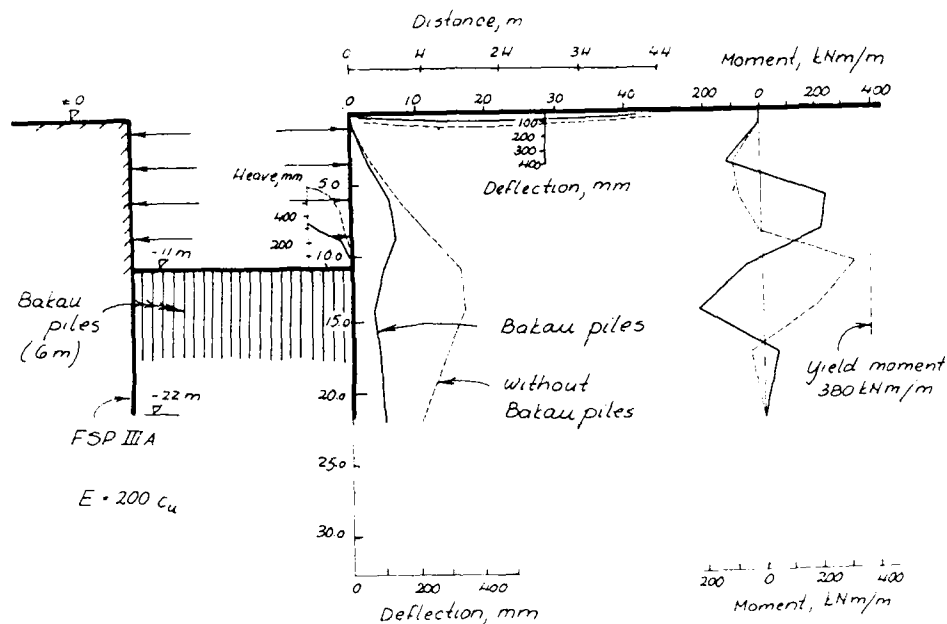 Distance, m
0 H 2H 3H 4H
Moment, kNm/m
±0
0 10 20 30 40
200 0 200 400
100
200
300
400
Deflection, mm
Heave, mm
400
200
5.0
10.0
15.0
20.0
25.0
30.0
-11 m
Bakau
piles
(6 m)
-22 m
FSP III A
E = 200 cu
Bakau piles
without
Bakau piles
Yield moment
380 kNm/m
0 200 400
Deflection, mm
200 0 200 400
Moment, kNm/m